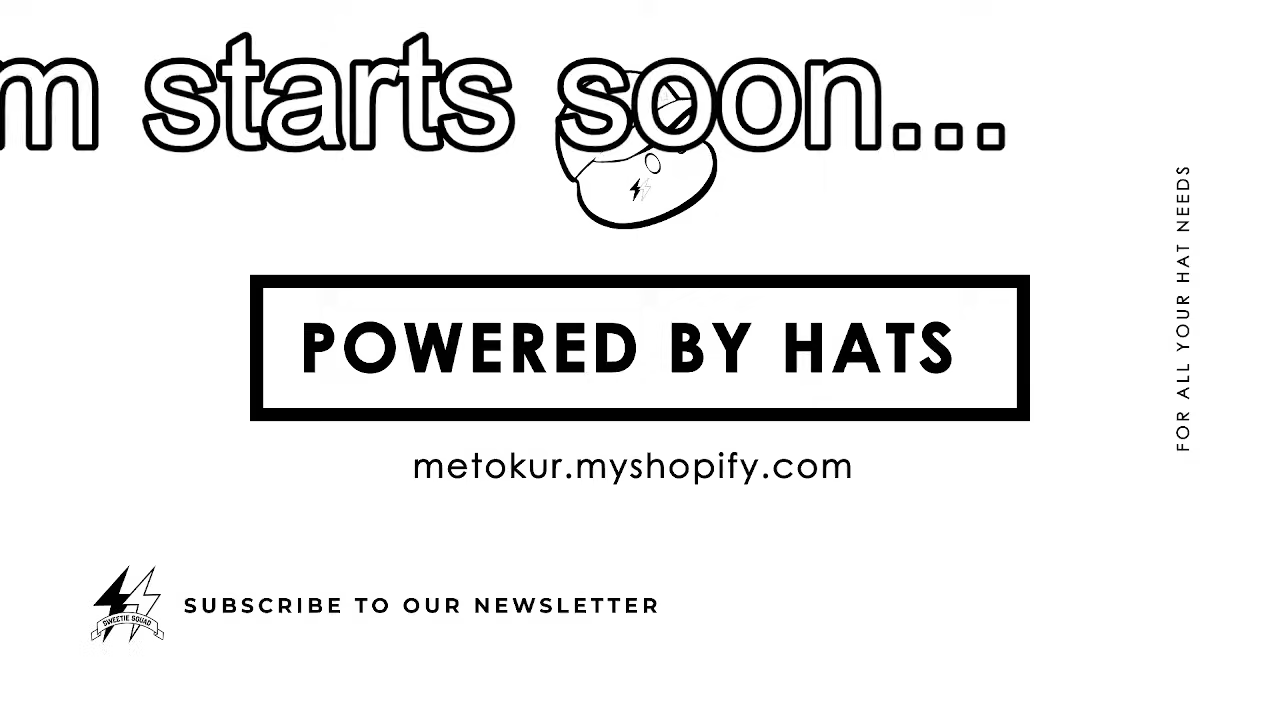 m starts soon...
FOR ALL YOUR HAT NEEDS
POWERED BY HATS
metokur.myshopify.com
SWEETIE SQUAD
SUBSCRIBE TO OUR NEWSLETTER